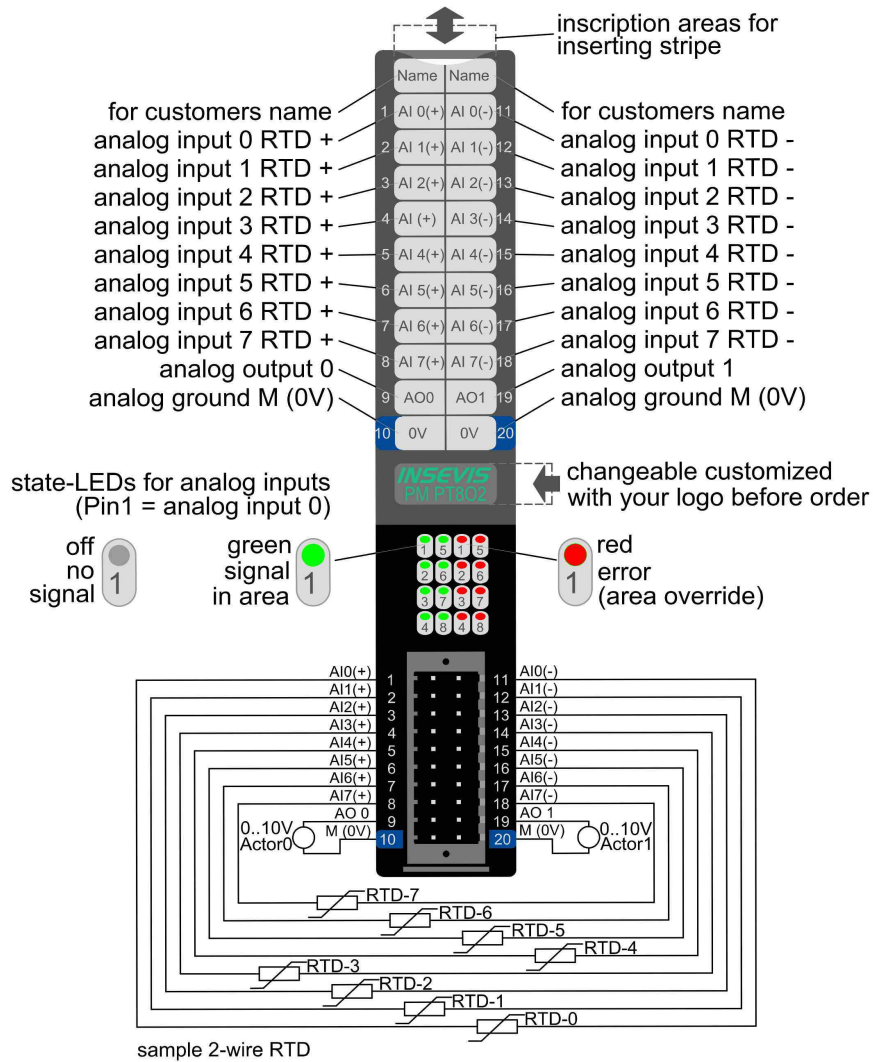 inscription areas for
inserting stripe
Name Name
for customers name
for customers name
1 AI 0(+) AI 0(-) 11
analog input 0 RTD +
analog input 0 RTD -
2 AI 1(+) AI 1(-) 12
analog input 1 RTD +
analog input 1 RTD -
3 AI 2(+) AI 2(-) 13
analog input 2 RTD +
analog input 2 RTD -
4 AI (+) AI 3(-) 14
analog input 3 RTD +
analog input 3 RTD -
5 AI 4(+) AI 4(-) 15
analog input 4 RTD +
analog input 4 RTD -
6 AI 5(+) AI 5(-) 16
analog input 5 RTD +
analog input 5 RTD -
7 AI 6(+) AI 6(-) 17
analog input 6 RTD +
analog input 6 RTD -
8 AI 7(+) AI 7(-) 18
analog input 7 RTD +
analog input 7 RTD -
analog output 0
analog output 1
9 AO0 AO1 19
analog ground M (0V)
analog ground M (0V)
10 0V 0V 20
INSEVIS
PM PT8O2
changeable customized
with your logo before order
state-LEDs for analog inputs
(Pin1 = analog input 0)
off
no
signal
1
green
signal
in area
1
1 5 1 5
2 6 2 6
3 7 3 7
4 8 4 8
1
red
error
(area override)
AI0(+) 1 11 AI0(-)
AI1(+) 2 12 AI1(-)
AI2(+) 3 13 AI2(-)
AI3(+) 4 14 AI3(-)
AI4(+) 5 15 AI4(-)
AI5(+) 6 16 AI5(-)
AI6(+) 7 17 AI6(-)
AI7(+) 8 18 AI7(-)
AO 0 9 19 AO 1
M (0V) 10 20 M (0V)
0..10V
Actor0
0..10V
Actor1
RTD-7
RTD-6
RTD-5
RTD-4
RTD-3
RTD-2
RTD-1
RTD-0
sample 2-wire RTD